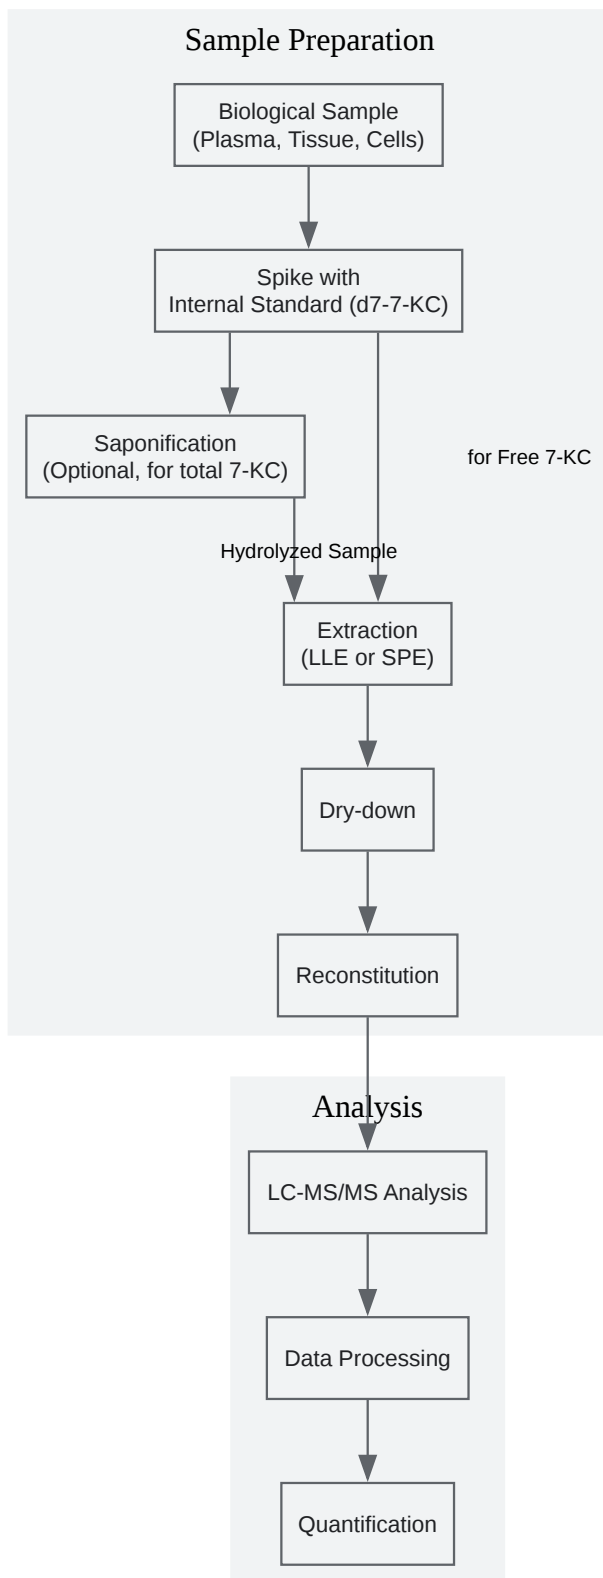 Sample Preparation
Biological Sample
(Plasma, Tissue, Cells)
Spike with
Internal Standard (d7-7-KC)
Saponification
(Optional, for total 7-KC)
for Free 7-KC
Hydrolyzed Sample
Extraction
(LLE or SPE)
Dry-down
Reconstitution
Analysis
LC-MS/MS Analysis
Data Processing
Quantification